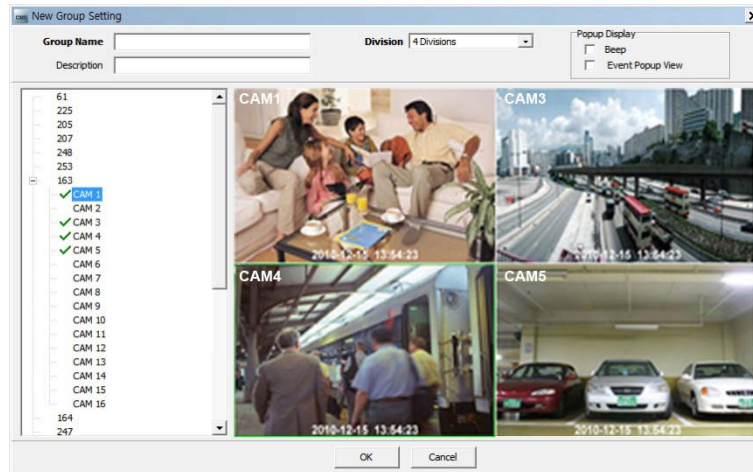 CMS New Group Setting
Group Name
Division 4 Divisions
Popup Display
Beep
Description
Event Popup View
61
225
205
207
248
253
163
CAM 1
CAM 2
CAM 3
CAM 4
CAM 5
CAM 6
CAM 7
CAM 8
CAM 9
CAM 10
CAM 11
CAM 12
CAM 13
CAM 14
CAM 15
CAM 16
164
247
CAM1
2010-12-15 13:54:23
CAM3
2010-12-15 13:54:23
CAM4
2010-12-15 13:54:23
CAM5
2010-12-15 13:54:23
OK
Cancel